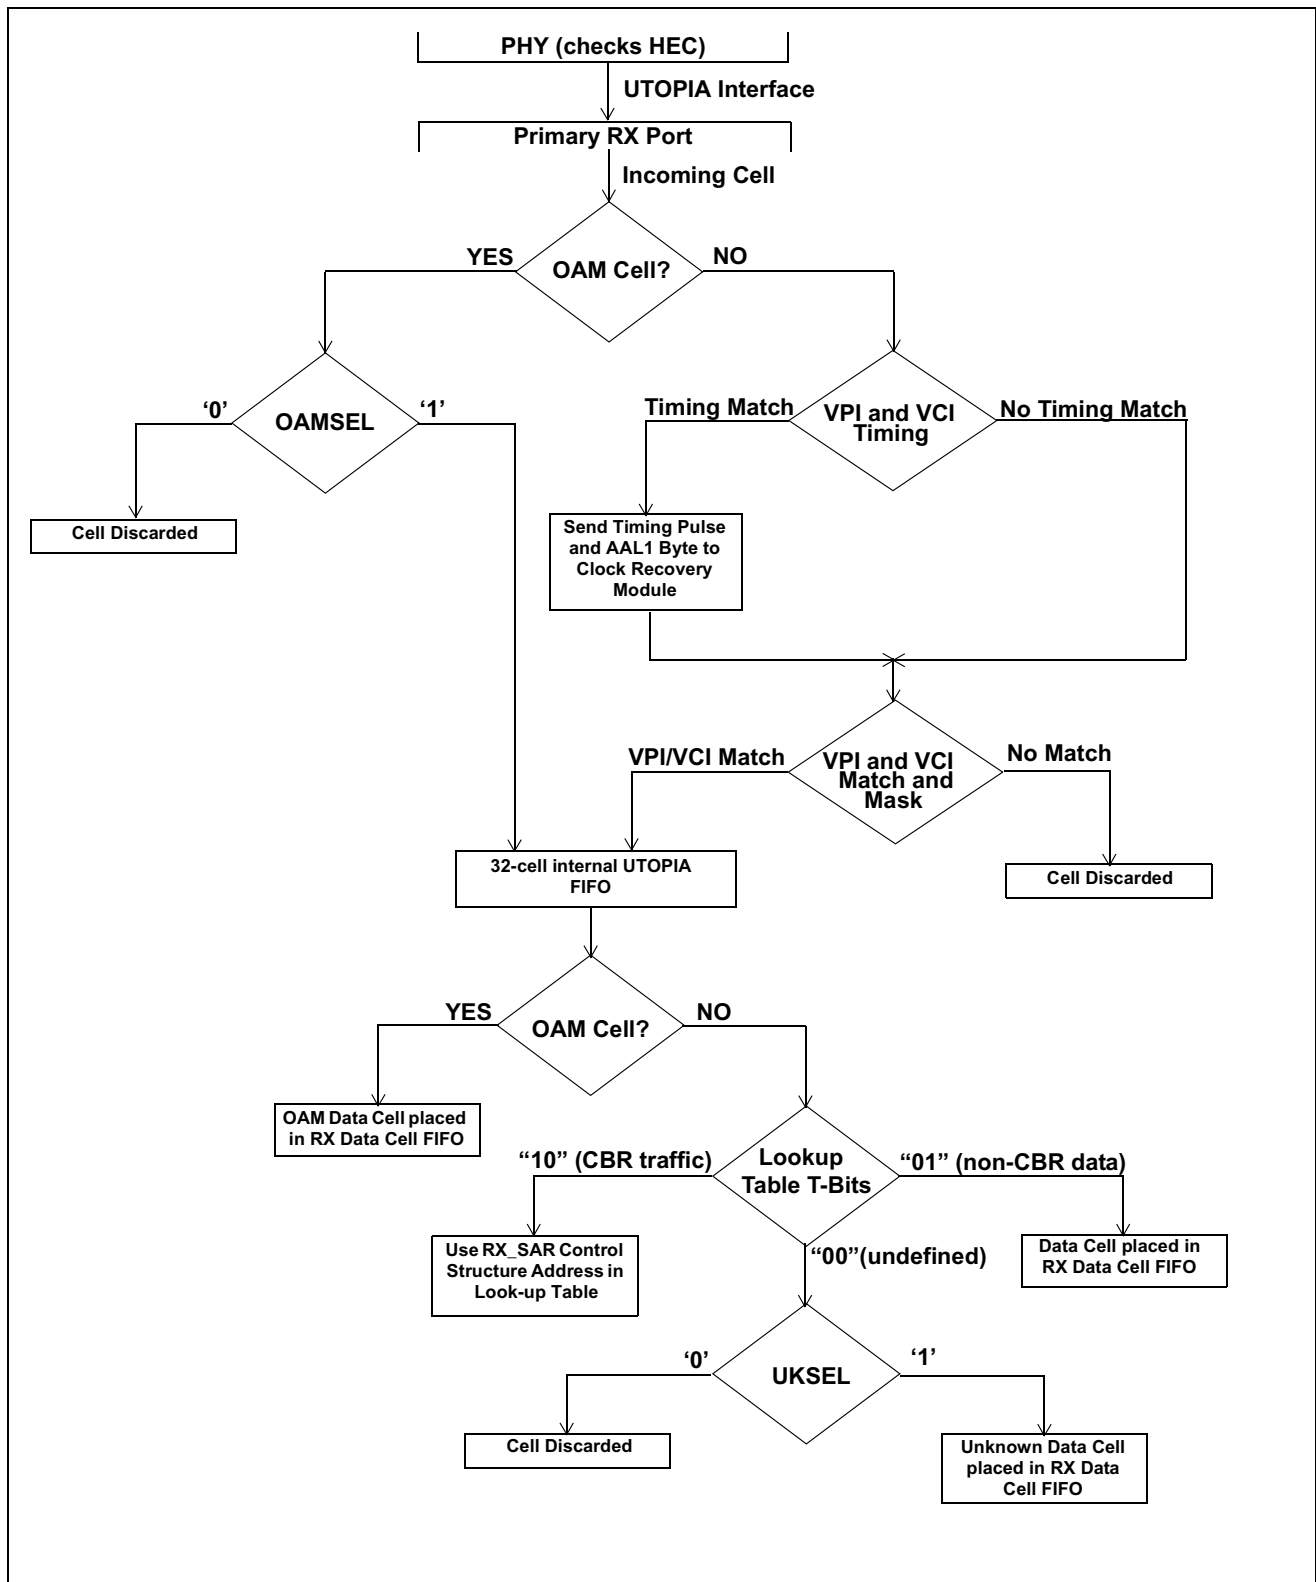 PHY (checks HEC)
UTOPIA Interface
Primary RX Port
Incoming Cell
YES
NO
OAM Cell?
‘0’
OAMSEL
‘1’
Timing Match
VPI and VCI
Timing
No Timing Match
Cell Discarded
Send Timing Pulse
and AAL1 Byte to
Clock Recovery
Module
VPI/VCI Match
VPI and VCI
Match and
Mask
No Match
32-cell internal UTOPIA
FIFO
Cell Discarded
YES
NO
OAM Cell?
OAM Data Cell placed
in RX Data Cell FIFO
“10” (CBR traffic)
Lookup
Table T-Bits
“01” (non-CBR data)
Use RX_SAR Control
Structure Address in
Look-up Table
“00”(undefined)
Data Cell placed in
RX Data Cell FIFO
‘0’
UKSEL
‘1’
Cell Discarded
Unknown Data Cell
placed in RX Data
Cell FIFO